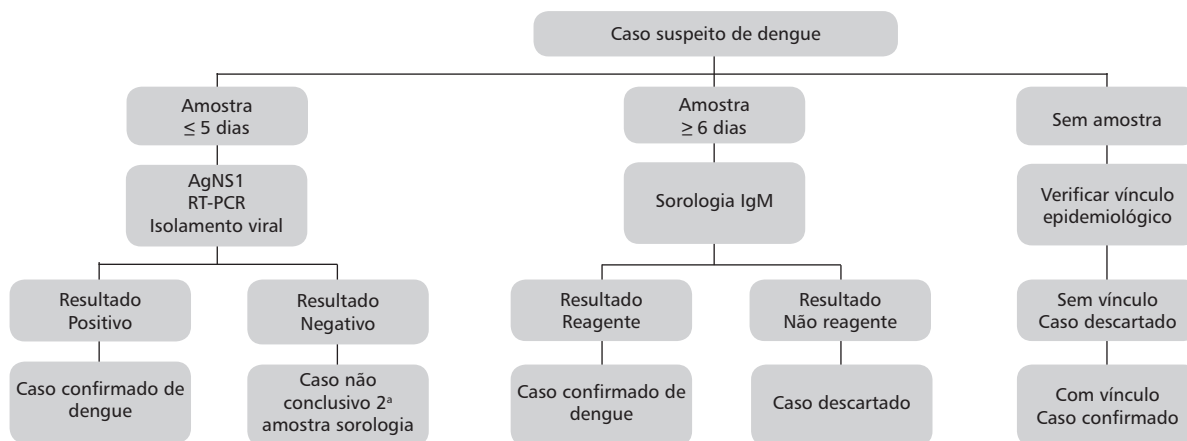 Caso suspeito de dengue
Amostra
≤ 5 dias
Amostra
≥ 6 dias
Sem amostra
AgNS1
RT-PCR
Isolamento viral
Sorologia IgM
Verificar vínculo
epidemiológico
Resultado
Positivo
Resultado
Negativo
Resultado
Reagente
Resultado
Não reagente
Sem vínculo
Caso descartado
Caso confirmado de
dengue
Caso não
conclusivo 2ª
amostra sorologia
Caso confirmado de
dengue
Caso descartado
Com vínculo
Caso confirmado